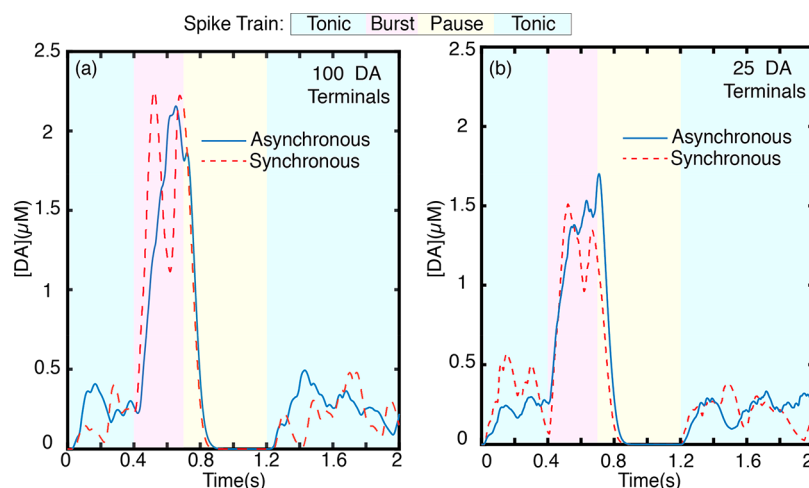 Spike Train: Tonic Burst Pause Tonic
(a)
100 DA
Terminals
Asynchronous
Synchronous
[DA](µM)
2.5
2
1.5
1
0.5
0
0 0.4 0.8 1.2 1.6 2
Time(s)
(b)
25 DA
Terminals
Asynchronous
Synchronous
[DA](µM)
2.5
2
1.5
1
0.5
0
0 0.4 0.8 1.2 1.6 2
Time(s)